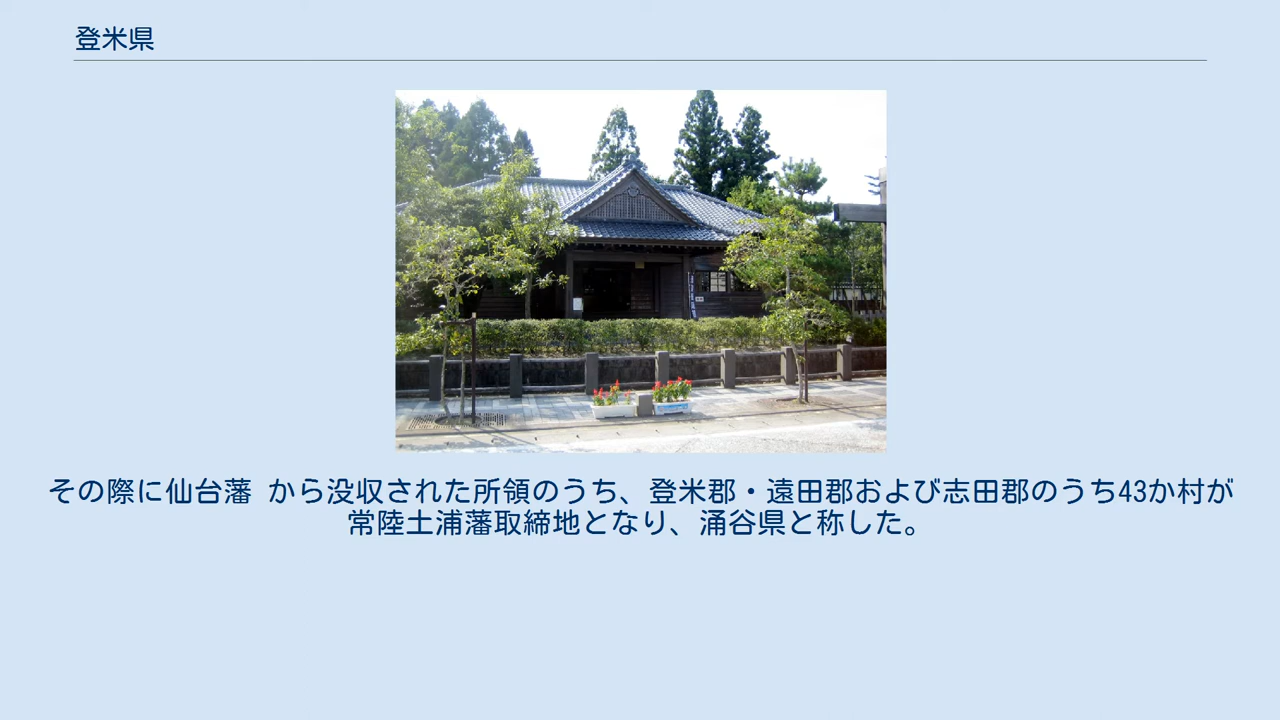 登米県
その際に仙台藩 から没収された所領のうち、登米郡・遠田郡および志田郡のうち43か村が
常陸土浦藩取締地となり、涌谷県と称した。